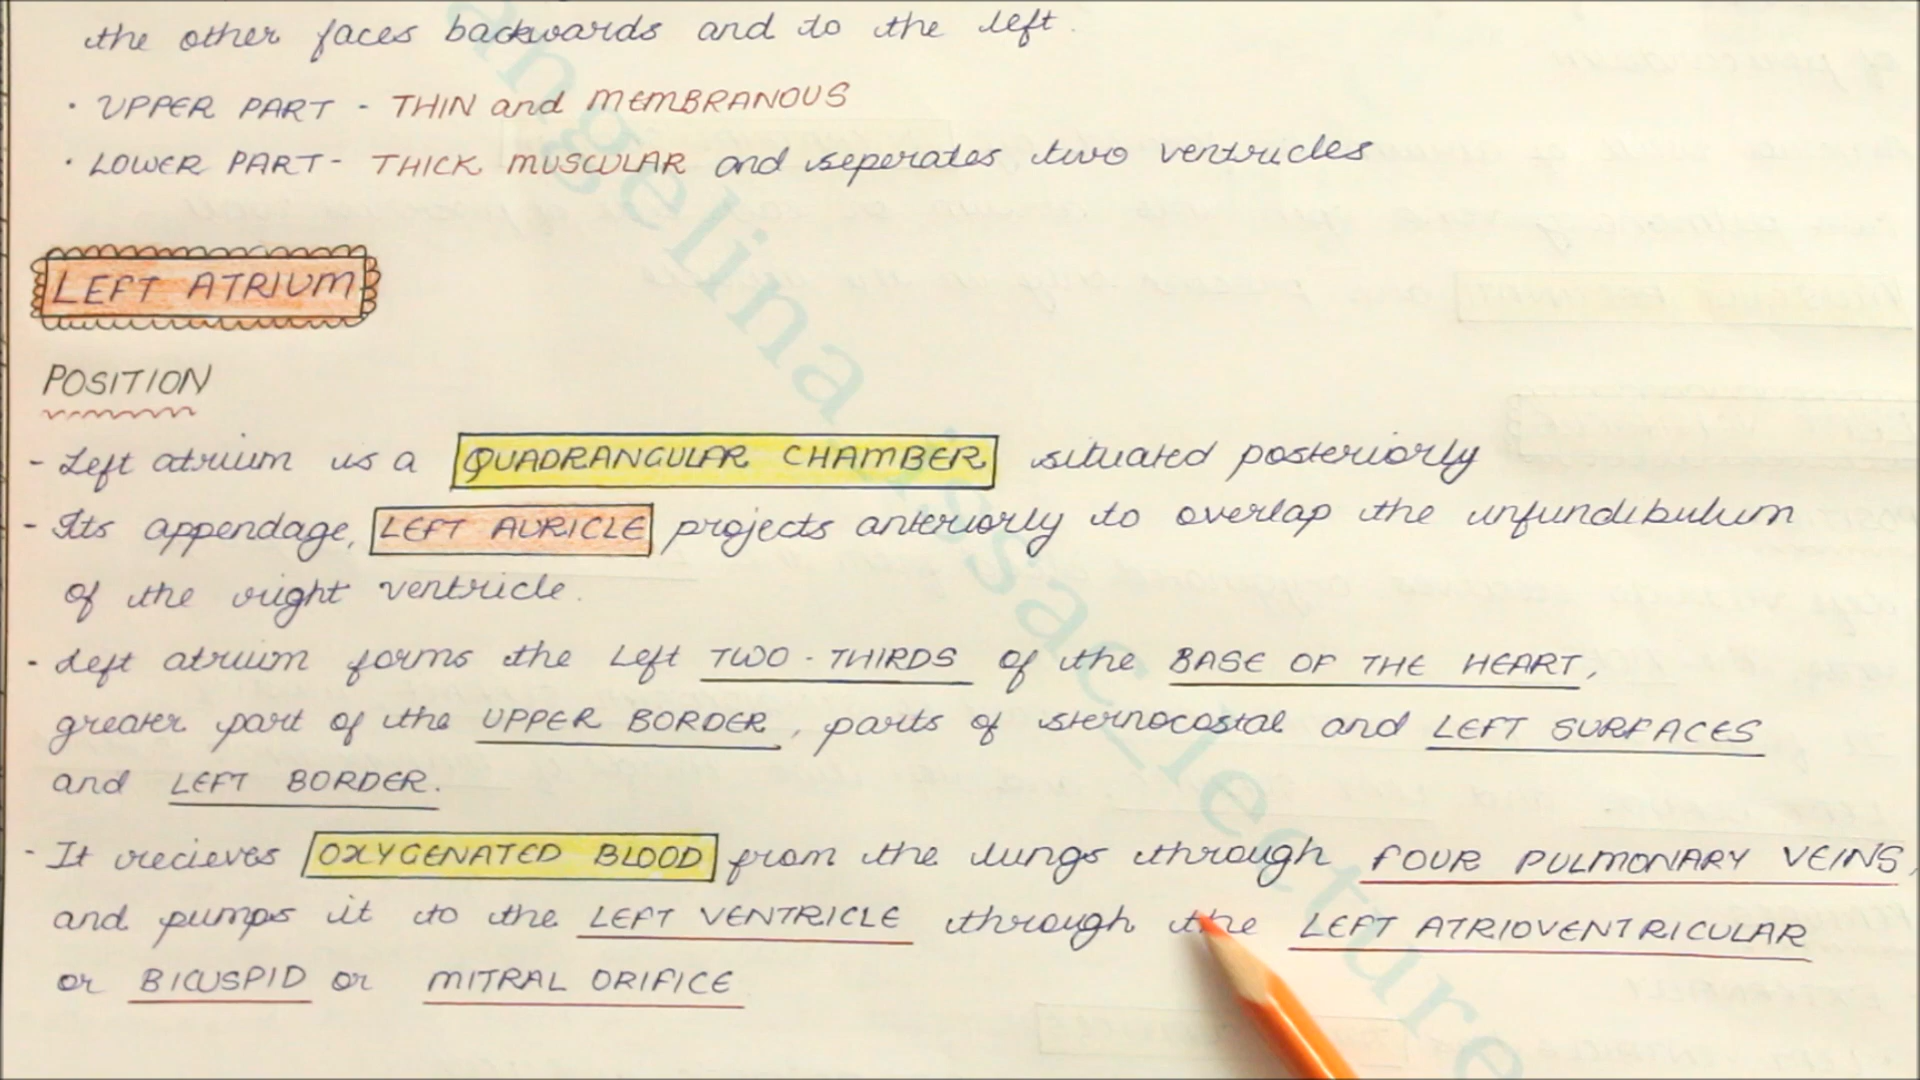 the other faces backwards and to the left.
· UPPER PART - THIN and MEMBRANOUS
· LOWER PART - THICK MUSCULAR and seperates two ventricles
LEFT ATRIUM
POSITION
- Left atrium is a QUADRANGULAR CHAMBER situated posteriorly
- Its appendage, LEFT AURICLE projects anteriorly to overlap the infundibulum
of the right ventricle.
- Left atrium forms the left TWO-THIRDS of the BASE OF THE HEART,
greater part of the UPPER BORDER, parts of sternocostal and LEFT SURFACES
and LEFT BORDER.
- It recieves OXYGENATED BLOOD from the lungs through FOUR PULMONARY VEINS,
and pumps it to the LEFT VENTRICLE through the LEFT ATRIOVENTRICULAR
or BICUSPID or MITRAL ORIFICE
angelina_issac_lecture